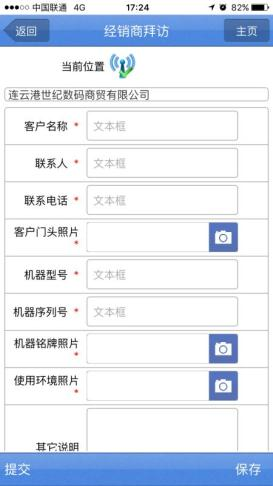 中国联通 4G 17:24 82%
返回 经销商拜访 主页
当前位置
连云港世纪数码商贸有限公司
客户名称 * 文本框
联系人 * 文本框
联系电话 * 文本框
客户门头照片 *
机器型号 * 文本框
机器序列号 * 文本框
机器铭牌照片 *
使用环境照片 *
其它说明
提交 保存